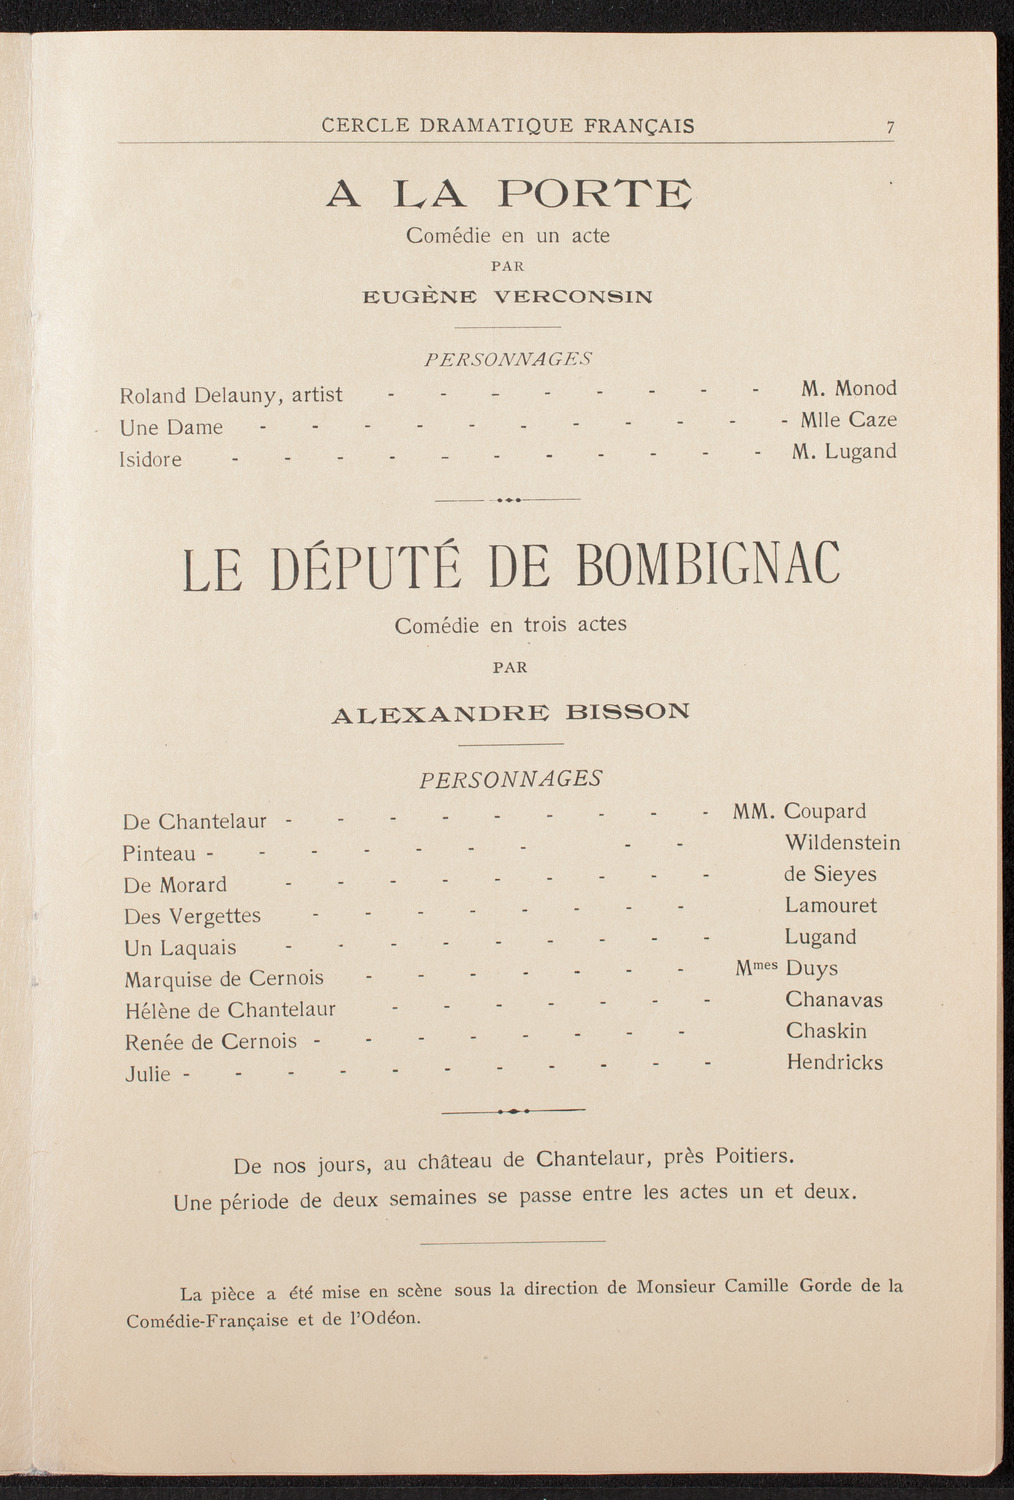 CERCLE DRAMATIQUE FRANÇAIS 7
A LA PORTE
Comédie en un acte
PAR
EUGÈNE VERCONSIN
PERSONNAGES
Roland Delauny, artist - - - - - - - - M. Monod
Une Dame - - - - - - - - - - - Mlle Caze
Isidore - - - - - - - - - - - M. Lugand
LE DÉPUTÉ DE BOMBIGNAC
Comédie en trois actes
PAR
ALEXANDRE BISSON
PERSONNAGES
De Chantelaur - - - - - - - - - MM. Coupard
Pinteau - - - - - - - - - Wildenstein
De Morard - - - - - - - - - de Sieyes
Des Vergettes - - - - - - - - Lamouret
Un Laquais - - - - - - - - - Lugand
Marquise de Cernois - - - - - - - Mmes Duys
Hélène de Chantelaur - - - - - - - Chanavas
Renée de Cernois - - - - - - - - Chaskin
Julie - - - - - - - - - - - Hendricks
De nos jours, au château de Chantelaur, près Poitiers.
Une période de deux semaines se passe entre les actes un et deux.
La pièce a été mise en scène sous la direction de Monsieur Camille Gorde de la
Comédie-Française et de l'Odéon.